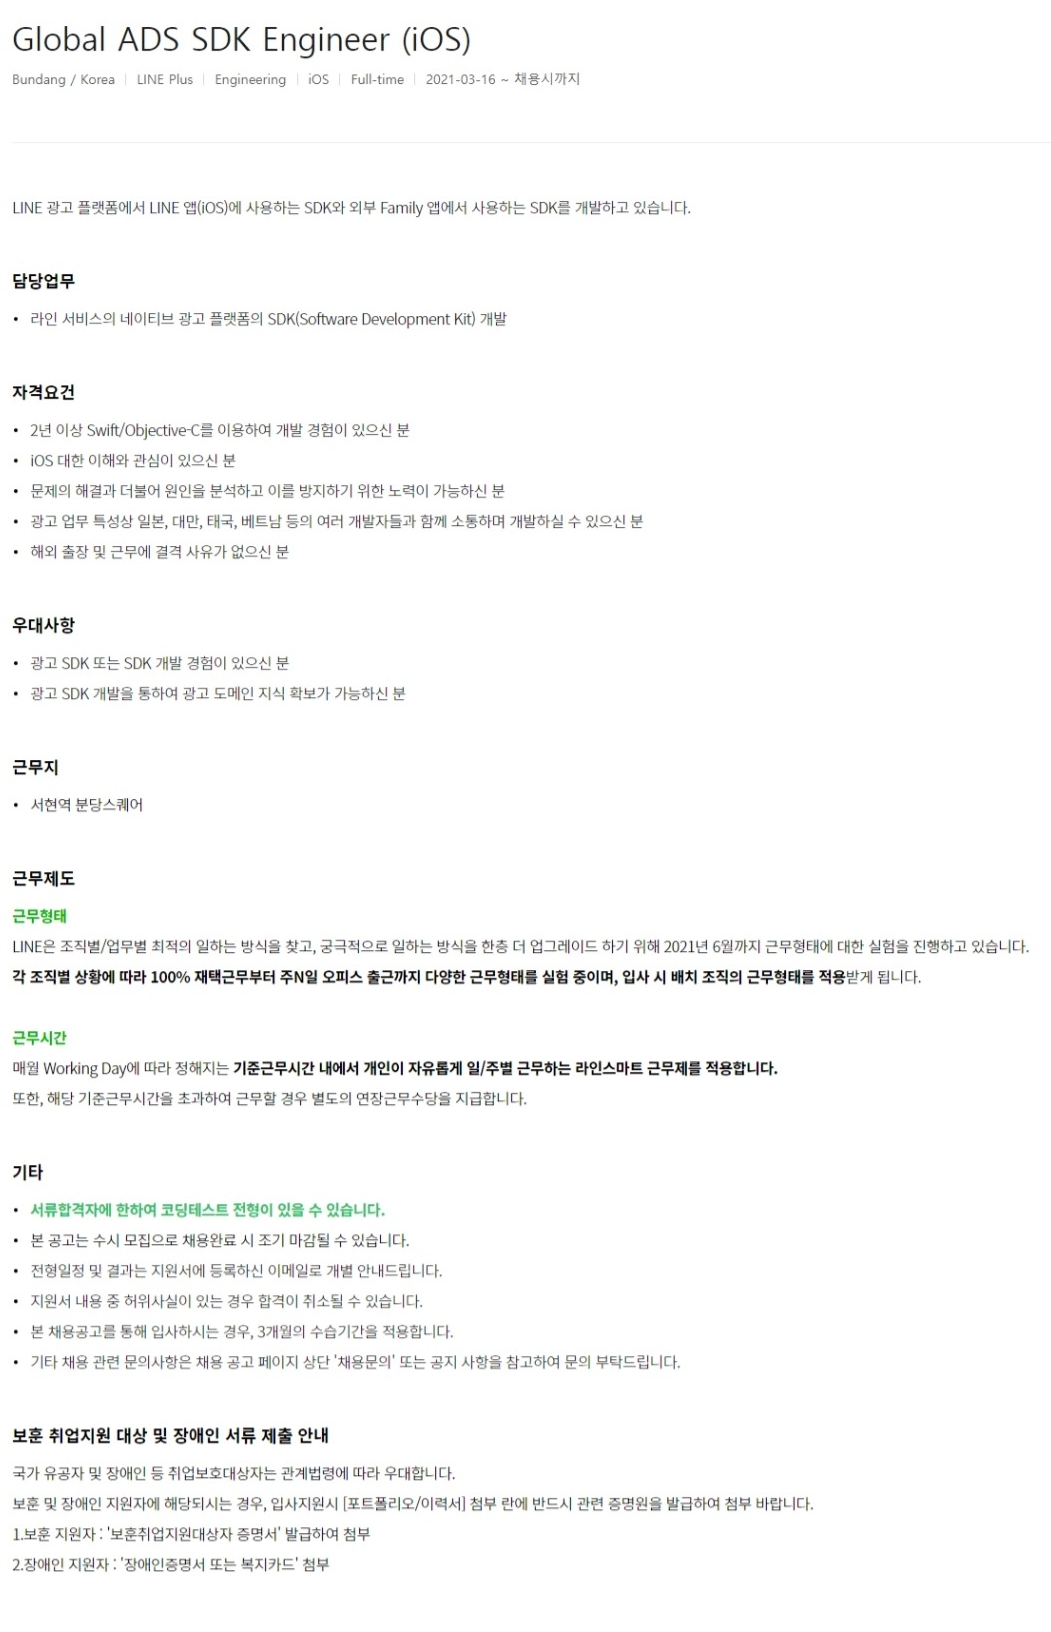 Global ADS SDK Engineer (iOS)
Bundang / Korea | LINE Plus | Engineering | iOS | Full-time | 2021-03-16 ~ 채용시까지
LINE 광고 플랫폼에서 LINE 앱(iOS)에 사용하는 SDK와 외부 Family 앱에서 사용하는 SDK를 개발하고 있습니다.
담당업무
• 라인 서비스의 네이티브 광고 플랫폼의 SDK(Software Development Kit) 개발
자격요건
• 2년 이상 Swift/Objective-C를 이용하여 개발 경험이 있으신 분
• iOS 대한 이해와 관심이 있으신 분
• 문제의 해결과 더불어 원인을 분석하고 이를 방지하기 위한 노력이 가능하신 분
• 광고 업무 특성상 일본, 대만, 태국, 베트남 등의 여러 개발자들과 함께 소통하며 개발하실 수 있으신 분
• 해외 출장 및 근무에 결격 사유가 없으신 분
우대사항
• 광고 SDK 또는 SDK 개발 경험이 있으신 분
• 광고 SDK 개발을 통하여 광고 도메인 지식 확보가 가능하신 분
근무지
• 서현역 분당스퀘어
근무제도
근무형태
LINE은 조직별/업무별 최적의 일하는 방식을 찾고, 궁극적으로 일하는 방식을 한층 더 업그레이드 하기 위해 2021년 6월까지 근무형태에 대한 실험을 진행하고 있습니다.
각 조직별 상황에 따라 100% 재택근무부터 주N일 오피스 출근까지 다양한 근무형태를 실험 중이며, 입사 시 배치 조직의 근무형태를 적용받게 됩니다.
근무시간
매월 Working Day에 따라 정해지는 기준근무시간 내에서 개인이 자유롭게 일/주별 근무하는 라인스마트 근무제를 적용합니다.
또한, 해당 기준근무시간을 초과하여 근무할 경우 별도의 연장근무수당을 지급합니다.
기타
• 서류합격자에 한하여 코딩테스트 전형이 있을 수 있습니다.
• 본 공고는 수시 모집으로 채용완료 시 조기 마감될 수 있습니다.
• 전형일정 및 결과는 지원서에 등록하신 이메일로 개별 안내드립니다.
• 지원서 내용 중 허위사실이 있는 경우 합격이 취소될 수 있습니다.
• 본 채용공고를 통해 입사하시는 경우, 3개월의 수습기간을 적용합니다.
• 기타 채용 관련 문의사항은 채용 공고 페이지 상단 '채용문의' 또는 공지 사항을 참고하여 문의 부탁드립니다.
보훈 취업지원 대상 및 장애인 서류 제출 안내
국가 유공자 및 장애인 등 취업보호대상자는 관계법령에 따라 우대합니다.
보훈 및 장애인 지원자에 해당되시는 경우, 입사지원시 [포트폴리오/이력서] 첨부 란에 반드시 관련 증명원을 발급하여 첨부 바랍니다.
1.보훈 지원자 : '보훈취업지원대상자 증명서' 발급하여 첨부
2.장애인 지원자 : '장애인증명서 또는 복지카드' 첨부